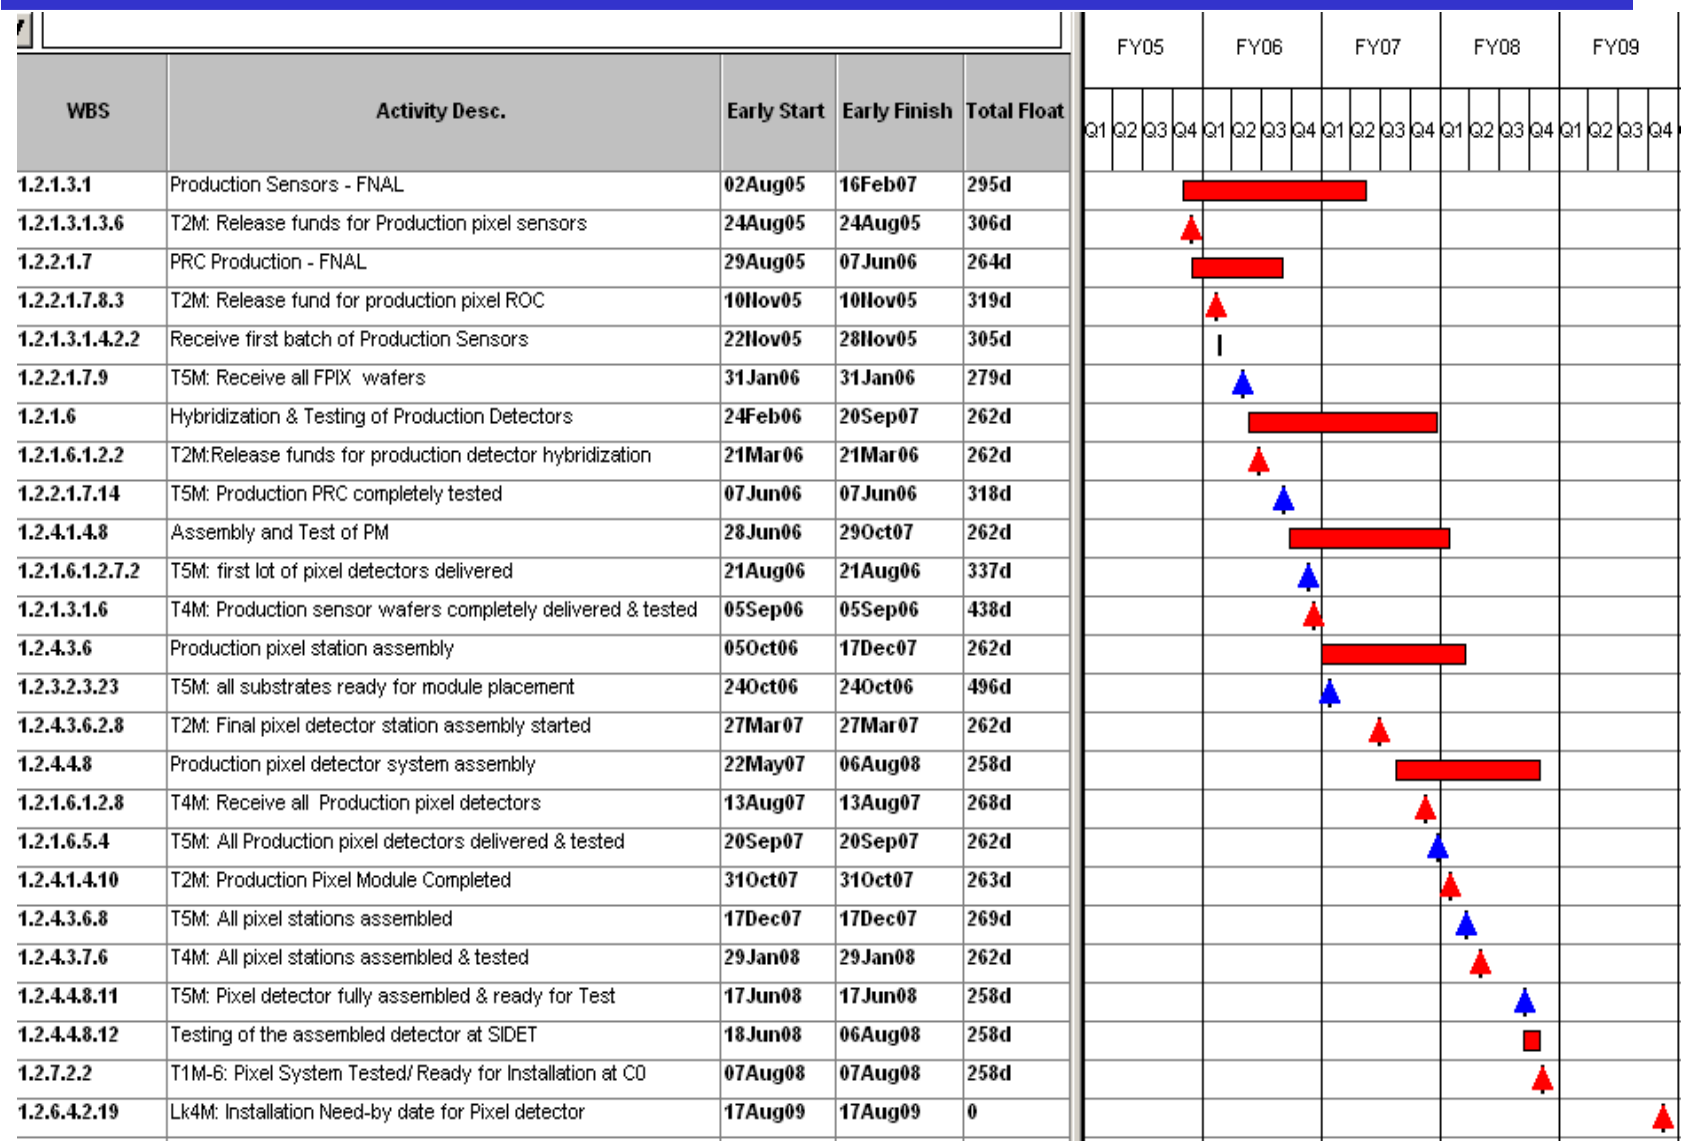 FY05 FY06 FY07 FY08 FY09
WBS Activity Desc. Early Start Early Finish Total Float
Q1 Q2 Q3 Q4 Q1 Q2 Q3 Q4 Q1 Q2 Q3 Q4 Q1 Q2 Q3 Q4 Q1 Q2 Q3 Q4
1.2.1.3.1 Production Sensors - FNAL 02Aug05 16Feb07 295d
1.2.1.3.1.3.6 T2M: Release funds for Production pixel sensors 24Aug05 24Aug05 306d
1.2.2.1.7 PRC Production - FNAL 29Aug05 07Jun06 264d
1.2.2.1.7.8.3 T2M: Release fund for production pixel ROC 10Nov05 10Nov05 319d
1.2.1.3.1.4.2.2 Receive first batch of Production Sensors 22Nov05 28Nov05 305d
1.2.2.1.7.9 T5M: Receive all FPIX wafers 31Jan06 31Jan06 279d
1.2.1.6 Hybridization & Testing of Production Detectors 24Feb06 20Sep07 262d
1.2.1.6.1.2.2 T2M:Release funds for production detector hybridization 21Mar06 21Mar06 262d
1.2.2.1.7.14 T5M: Production PRC completely tested 07Jun06 07Jun06 318d
1.2.4.1.4.8 Assembly and Test of PM 28Jun06 29Oct07 262d
1.2.1.6.1.2.7.2 T5M: first lot of pixel detectors delivered 21Aug06 21Aug06 337d
1.2.1.3.1.6 T4M: Production sensor wafers completely delivered & tested 05Sep06 05Sep06 438d
1.2.4.3.6 Production pixel station assembly 05Oct06 17Dec07 262d
1.2.3.2.3.23 T5M: all substrates ready for module placement 24Oct06 24Oct06 496d
1.2.4.3.6.2.8 T2M: Final pixel detector station assembly started 27Mar07 27Mar07 262d
1.2.4.4.8 Production pixel detector system assembly 22May07 06Aug08 258d
1.2.1.6.1.2.8 T4M: Receive all Production pixel detectors 13Aug07 13Aug07 268d
1.2.1.6.5.4 T5M: All Production pixel detectors delivered & tested 20Sep07 20Sep07 262d
1.2.4.1.4.10 T2M: Production Pixel Module Completed 31Oct07 31Oct07 263d
1.2.4.3.6.8 T5M: All pixel stations assembled 17Dec07 17Dec07 269d
1.2.4.3.7.6 T4M: All pixel stations assembled & tested 29Jan08 29Jan08 262d
1.2.4.4.8.11 T5M: Pixel detector fully assembled & ready for Test 17Jun08 17Jun08 258d
1.2.4.4.8.12 Testing of the assembled detector at SIDET 18Jun08 06Aug08 258d
1.2.7.2.2 T1M-6: Pixel System Tested/ Ready for Installation at C0 07Aug08 07Aug08 258d
1.2.6.4.2.19 Lk4M: Installation Need-by date for Pixel detector 17Aug09 17Aug09 0